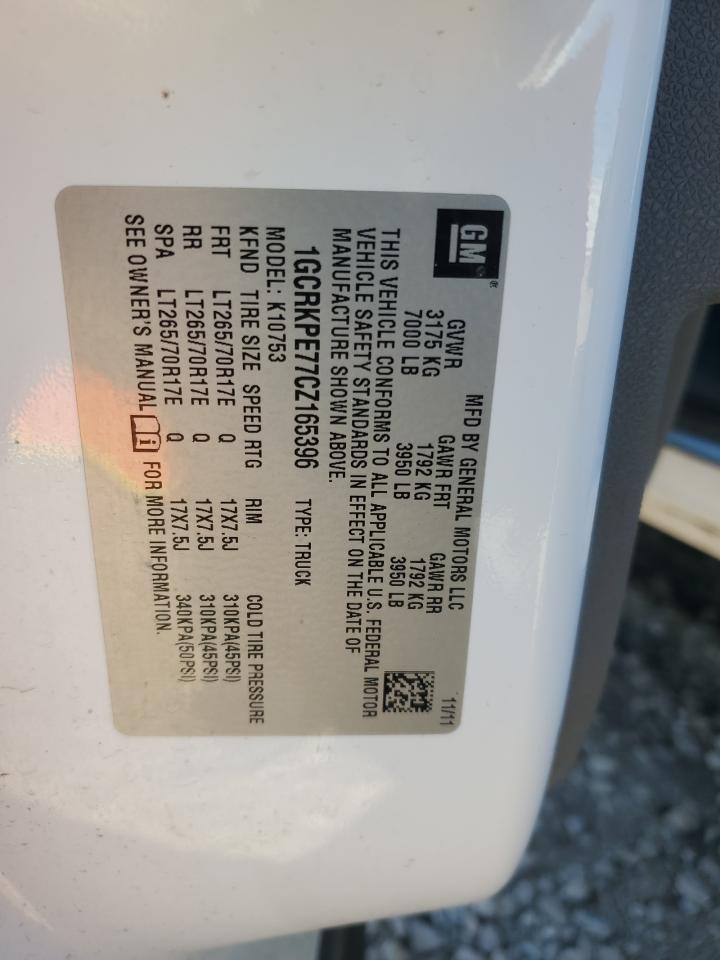 GM®
MFD BY GENERAL MOTORS LLC 11/11
GVWR GAWR FRT GAWR RR
3175 KG 1792 KG 1792 KG
7000 LB 3950 LB 3950 LB
THIS VEHICLE CONFORMS TO ALL APPLICABLE U.S. FEDERAL MOTOR
VEHICLE SAFETY STANDARDS IN EFFECT ON THE DATE OF
MANUFACTURE SHOWN ABOVE.
1GCRKPE77CZ165396 TYPE: TRUCK
MODEL: K10753
KFND TIRE SIZE SPEED RTG RIM COLD TIRE PRESSURE
FRT LT265/70R17E Q 17X7.5J 310KPA(45PSI)
RR LT265/70R17E Q 17X7.5J 310KPA(45PSI)
SPA LT265/70R17E Q 17X7.5J 340KPA(50PSI)
SEE OWNER'S MANUAL i FOR MORE INFORMATION.